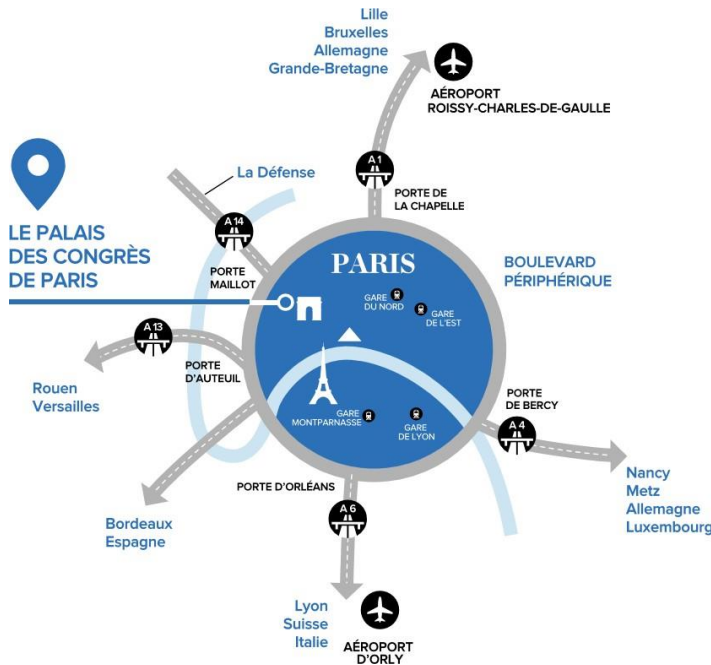 Lille
Bruxelles
Allemagne
Grande-Bretagne
AÉROPORT
ROISSY-CHARLES-DE-GAULLE
A1
PORTE DE
LA CHAPELLE
La Défense
A14
PORTE
MAILLOT
LE PALAIS
DES CONGRÈS
DE PARIS
PARIS
BOULEVARD
PÉRIPHÉRIQUE
GARE
DU NORD
GARE
DE L'EST
A13
PORTE
D'AUTEUIL
Rouen
Versailles
GARE
MONTPARNASSE
GARE
DE LYON
PORTE
DE BERCY
A4
Nancy
Metz
Allemagne
Luxembourg
Bordeaux
Espagne
PORTE D'ORLÉANS
A6
Lyon
Suisse
Italie
AÉROPORT
D'ORLY